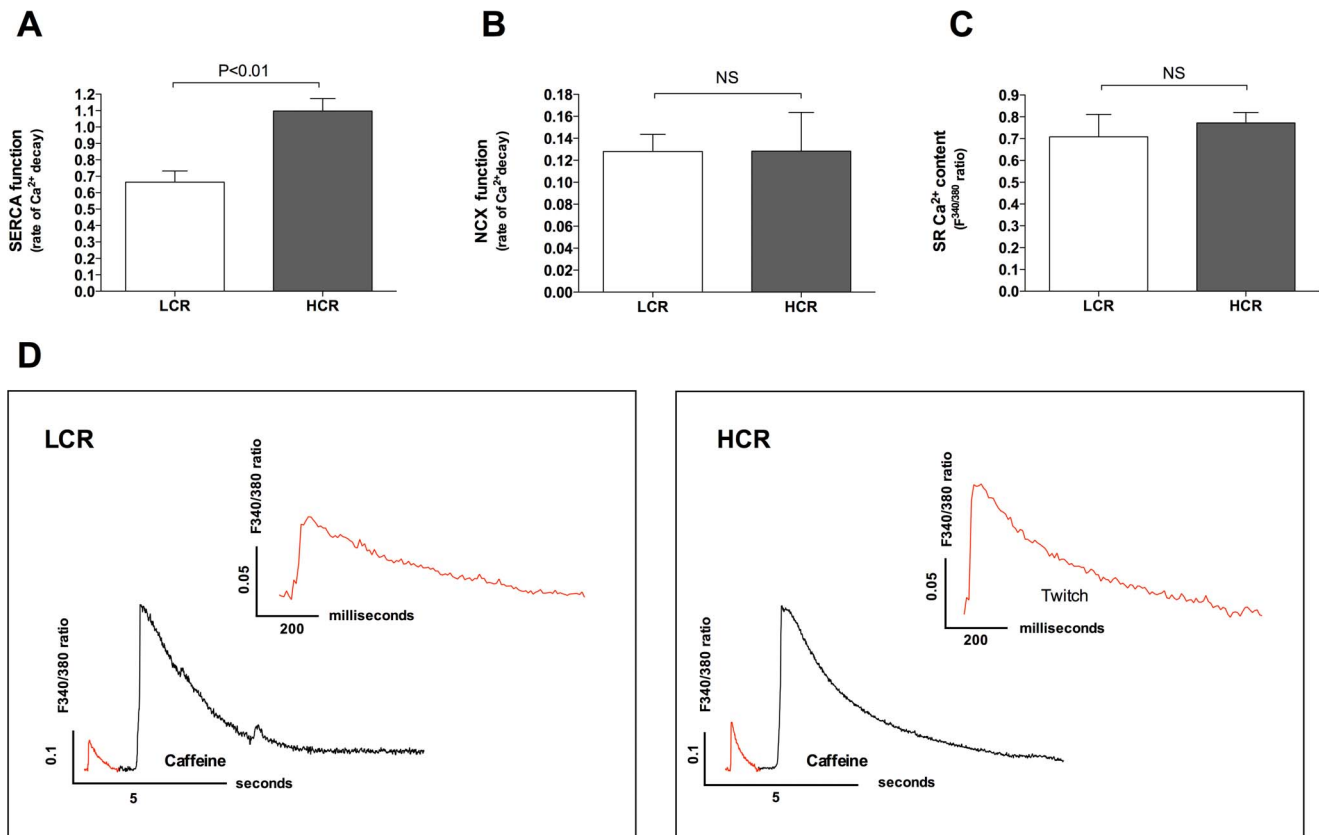 A
P<0.01
SERCA function
(rate of Ca²⁺ decay)
1.2
1.1
1.0
0.9
0.8
0.7
0.6
0.5
0.4
0.3
0.2
0.1
0.0
LCR
HCR
B
NS
NCX function
(rate of Ca²⁺decay)
0.18
0.16
0.14
0.12
0.10
0.08
0.06
0.04
0.02
0.00
LCR
HCR
C
NS
SR Ca²⁺ content
(F³⁴⁰/³⁸⁰ ratio)
0.9
0.8
0.7
0.6
0.5
0.4
0.3
0.2
0.1
0.0
LCR
HCR
D
LCR
F340/380 ratio
0.05
milliseconds
200
F340/380 ratio
0.1
Caffeine
seconds
5
HCR
F340/380 ratio
0.05
Twitch
milliseconds
200
F340/380 ratio
0.1
Caffeine
seconds
5